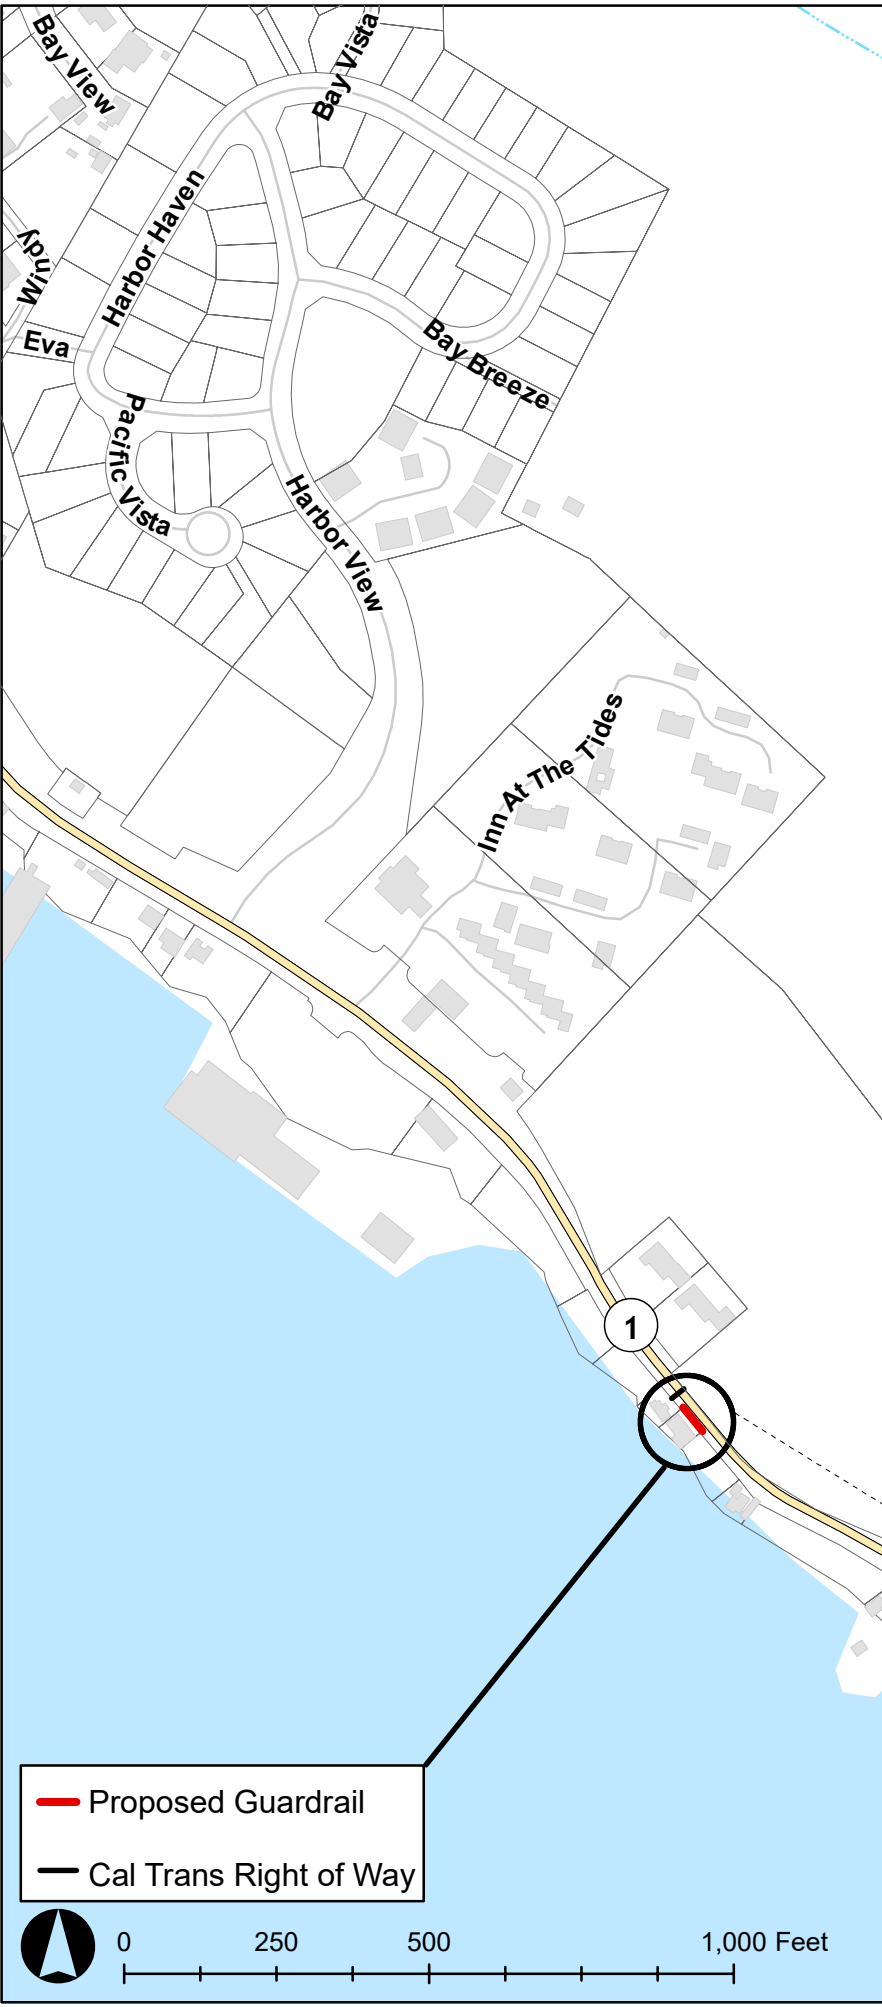 Bay View
Bay Vista
Harbor Haven
Windy
Eva
Bay Breeze
Pacific Vista
Harbor View
Inn At The Tides
1
Proposed Guardrail
Cal Trans Right of Way
0 250 500 1,000 Feet